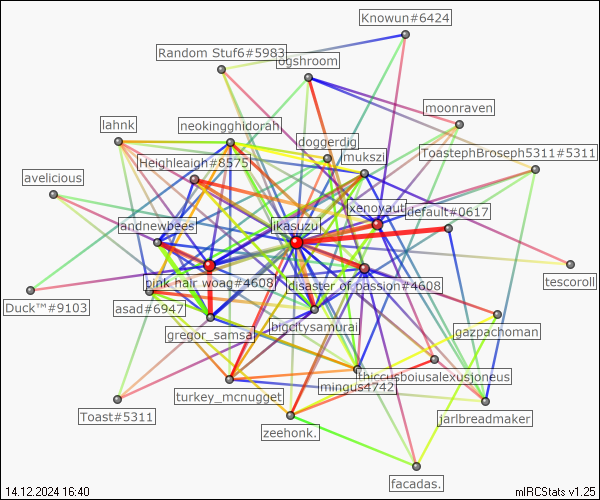 Knowun#6424
Random Stuf6#5983
ogshroom
moonraven
lahnk
neokingghidorah
doggerdig
mukszi
ToastephBroseph5311#5311
Heighleaigh#8575
avelicious
xenoyaut
default#0617
landnewbees
ikasuzu
tescoroll
pink hair woag#4608
disaster of passion#4608
Duck™#9103
asad#6947
bigcitysamurai
gazpachoman
gregor_samsa
thiccrisboiusalexusjoneus
mingus4742
turkey_mcnugget
Toast#5311
jarlbreadmaker
zeehonk.
facadas.
14.12.2024 16:40
mIRCStats v1.25